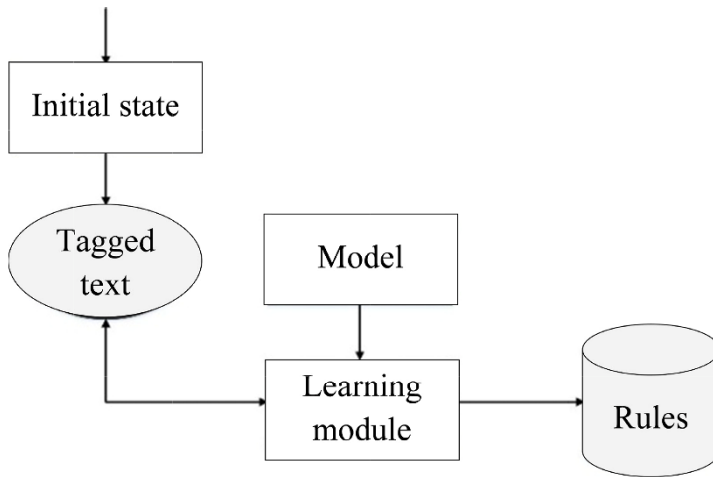 Initial state
Tagged
text
Model
Learning
module
Rules